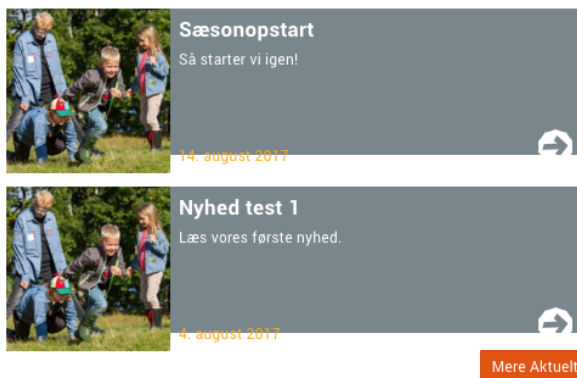 Sæsonopstart
Så starter vi igen!
14. august 2017
Nyhed test 1
Læs vores første nyhed.
4. august 2017
Mere Aktuelt